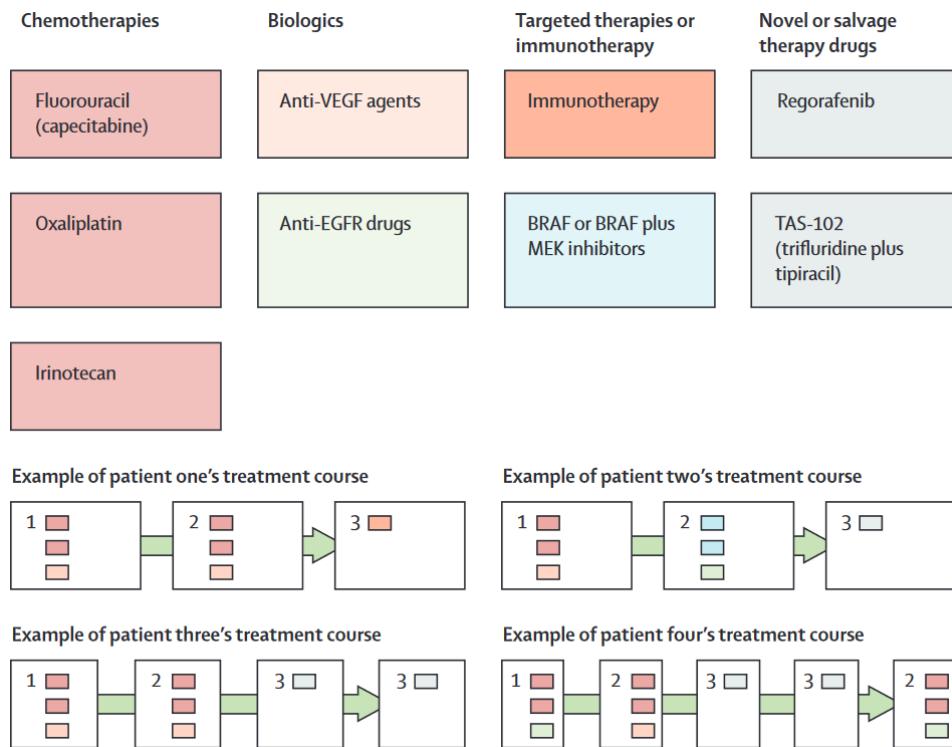 Chemotherapies
Biologics
Targeted therapies or
immunotherapy
Novel or salvage
therapy drugs
Fluorouracil
(capecitabine)
Anti-VEGF agents
Immunotherapy
Regorafenib
Oxaliplatin
Anti-EGFR drugs
BRAF or BRAF plus
MEK inhibitors
TAS-102
(trifluridine plus
tipiracil)
Irinotecan
Example of patient one's treatment course
1
2
3
Example of patient two's treatment course
1
2
3
Example of patient three's treatment course
1
2
3
3
Example of patient four's treatment course
1
2
3
3
2